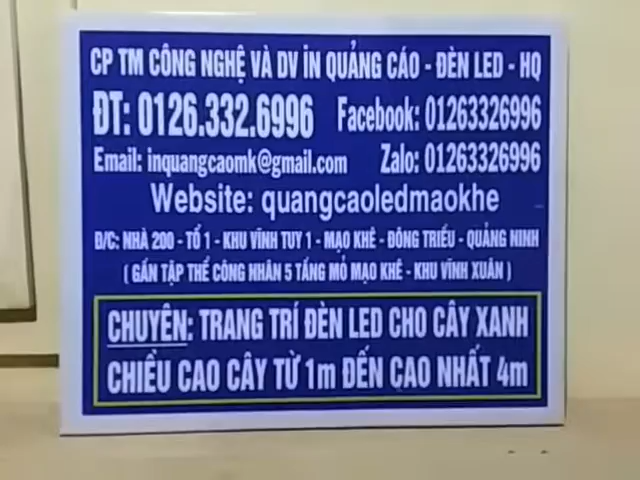 CP TM CÔNG NGHỆ VÀ DV IN QUẢNG CÁO - ĐÈN LED - HQ
ĐT: 0126.332.6996 Facebook: 01263326996
Email: inquangcaomk@gmail.com Zalo: 01263326996
Website: quangcaoledmaokhe
Đ/C: NHÀ 200 - TỔ 1 - KHU VĨNH TUY 1 - MẠO KHÊ - ĐÔNG TRIỀU - QUẢNG NINH
( GẦN TẬP THỂ CÔNG NHÂN 5 TẦNG MỎ MẠO KHÊ - KHU VĨNH XUÂN )
CHUYÊN: TRANG TRÍ ĐÈN LED CHO CÂY XANH
CHIỀU CAO CÂY TỪ 1m ĐẾN CAO NHẤT 4m